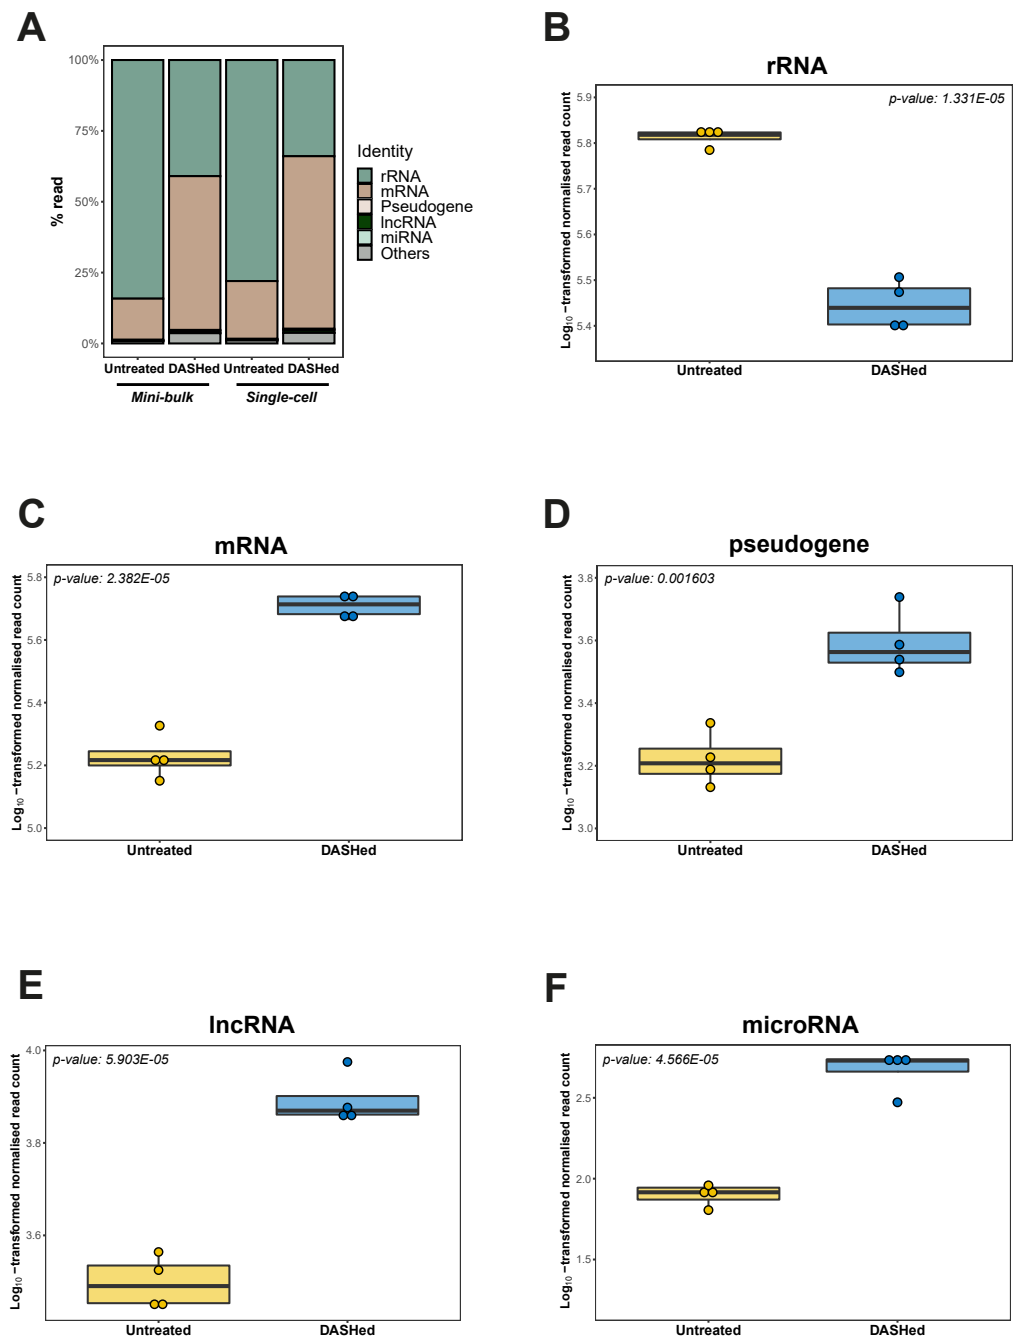 A
% read
100%
75%
50%
25%
0%
Untreated DASHed Untreated DASHed
Mini-bulk Single-cell
Identity
rRNA
mRNA
Pseudogene
lncRNA
miRNA
Others
B
rRNA
p-value: 1.331E-05
Log₁₀ −transformed normalised read count
5.9
5.8
5.7
5.6
5.5
5.4
Untreated DASHed
C
mRNA
p-value: 2.382E-05
Log₁₀ −transformed normalised read count
5.8
5.6
5.4
5.2
5.0
Untreated DASHed
D
pseudogene
p-value: 0.001603
Log₁₀ −transformed normalised read count
3.8
3.6
3.4
3.2
3.0
Untreated DASHed
E
lncRNA
p-value: 5.903E-05
Log₁₀ −transformed normalised read count
4.0
3.8
3.6
Untreated DASHed
F
microRNA
p-value: 4.566E-05
Log₁₀ −transformed normalised read count
2.5
2.0
1.5
Untreated DASHed